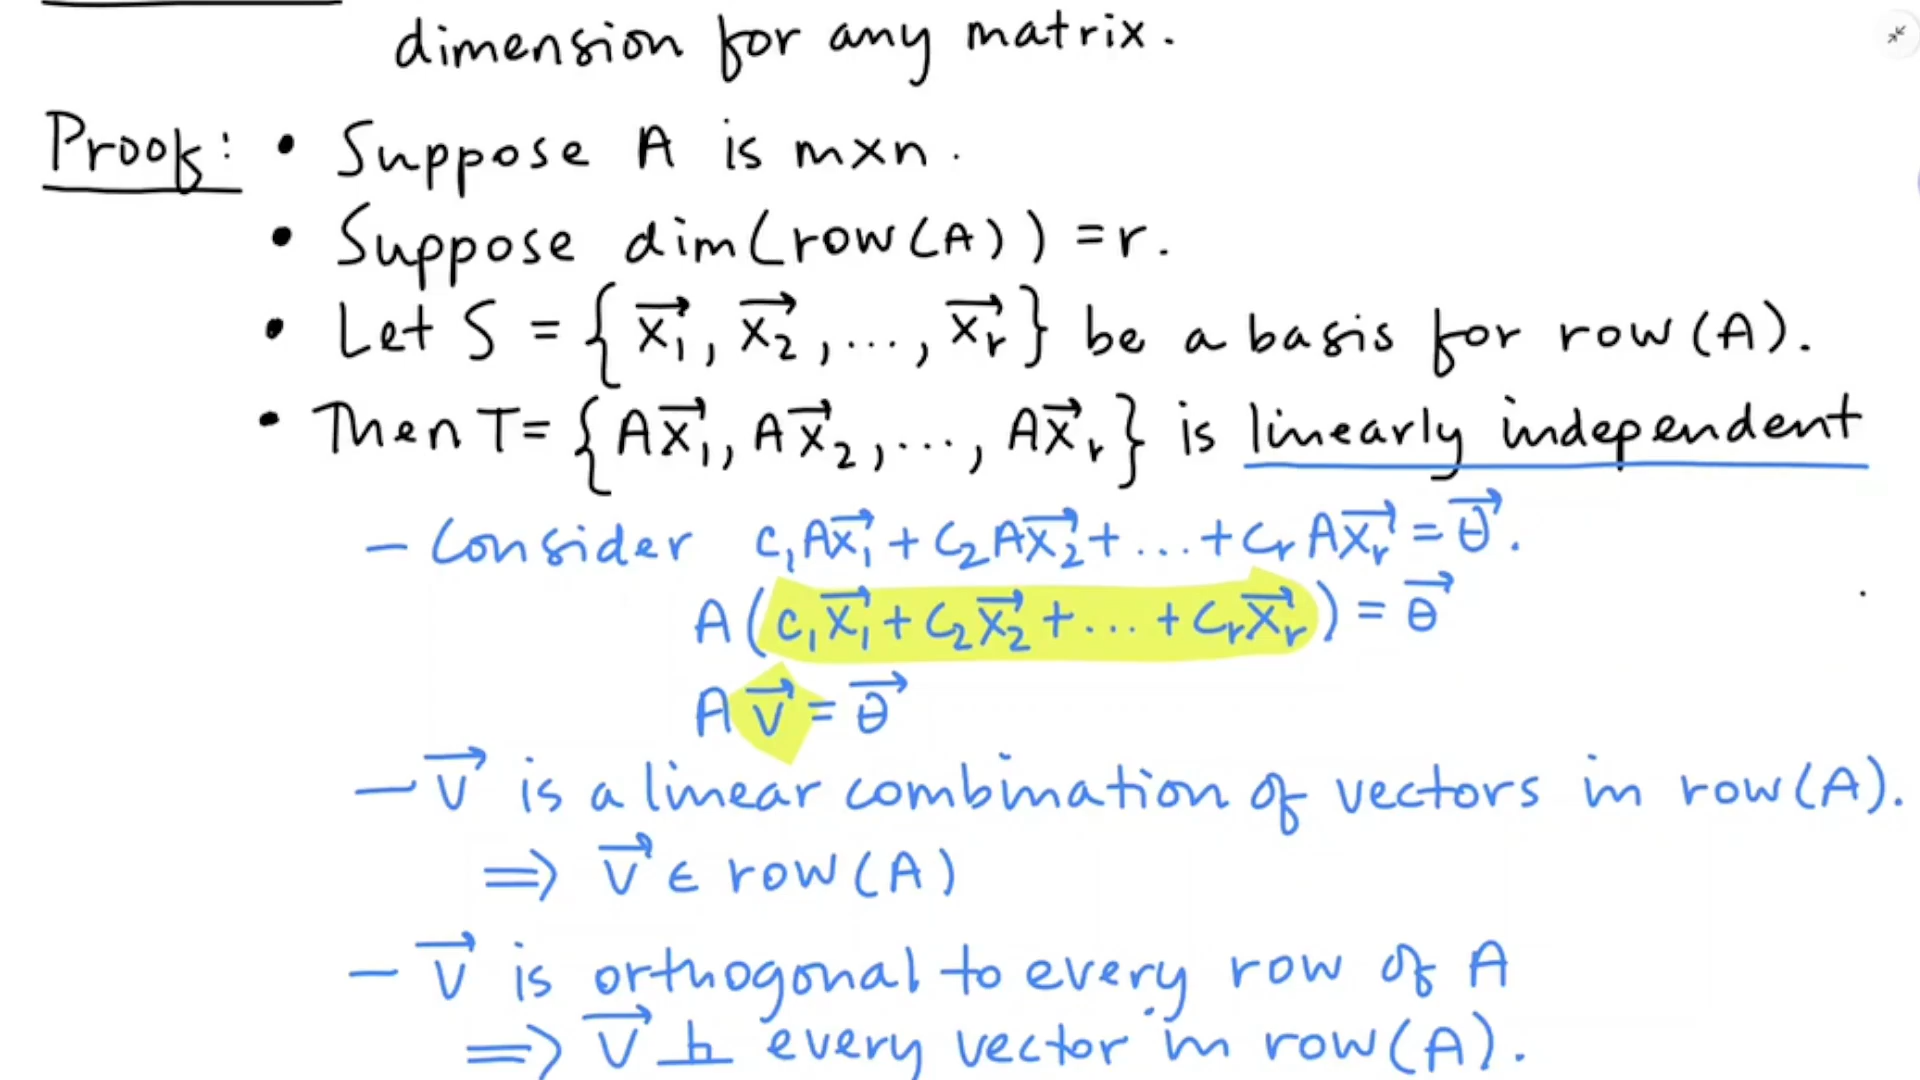 dimension for any matrix.
Proof: • Suppose A is m×n.
• Suppose dim(row(A)) = r.
• Let S = {x⃗₁, x⃗₂, ..., x⃗ᵣ} be a basis for row(A).
• Then T = {Ax⃗₁, Ax⃗₂, ..., Ax⃗ᵣ} is linearly independent
– Consider c₁Ax⃗₁ + c₂Ax⃗₂ + ... + cᵣAx⃗ᵣ = θ⃗.
A(c₁x⃗₁ + c₂x⃗₂ + ... + cᵣx⃗ᵣ) = θ⃗
Av⃗ = θ⃗
– v⃗ is a linear combination of vectors in row(A).
⟹ v⃗ ∈ row(A)
– v⃗ is orthogonal to every row of A
⟹ v⃗ ⊥ every vector in row(A).